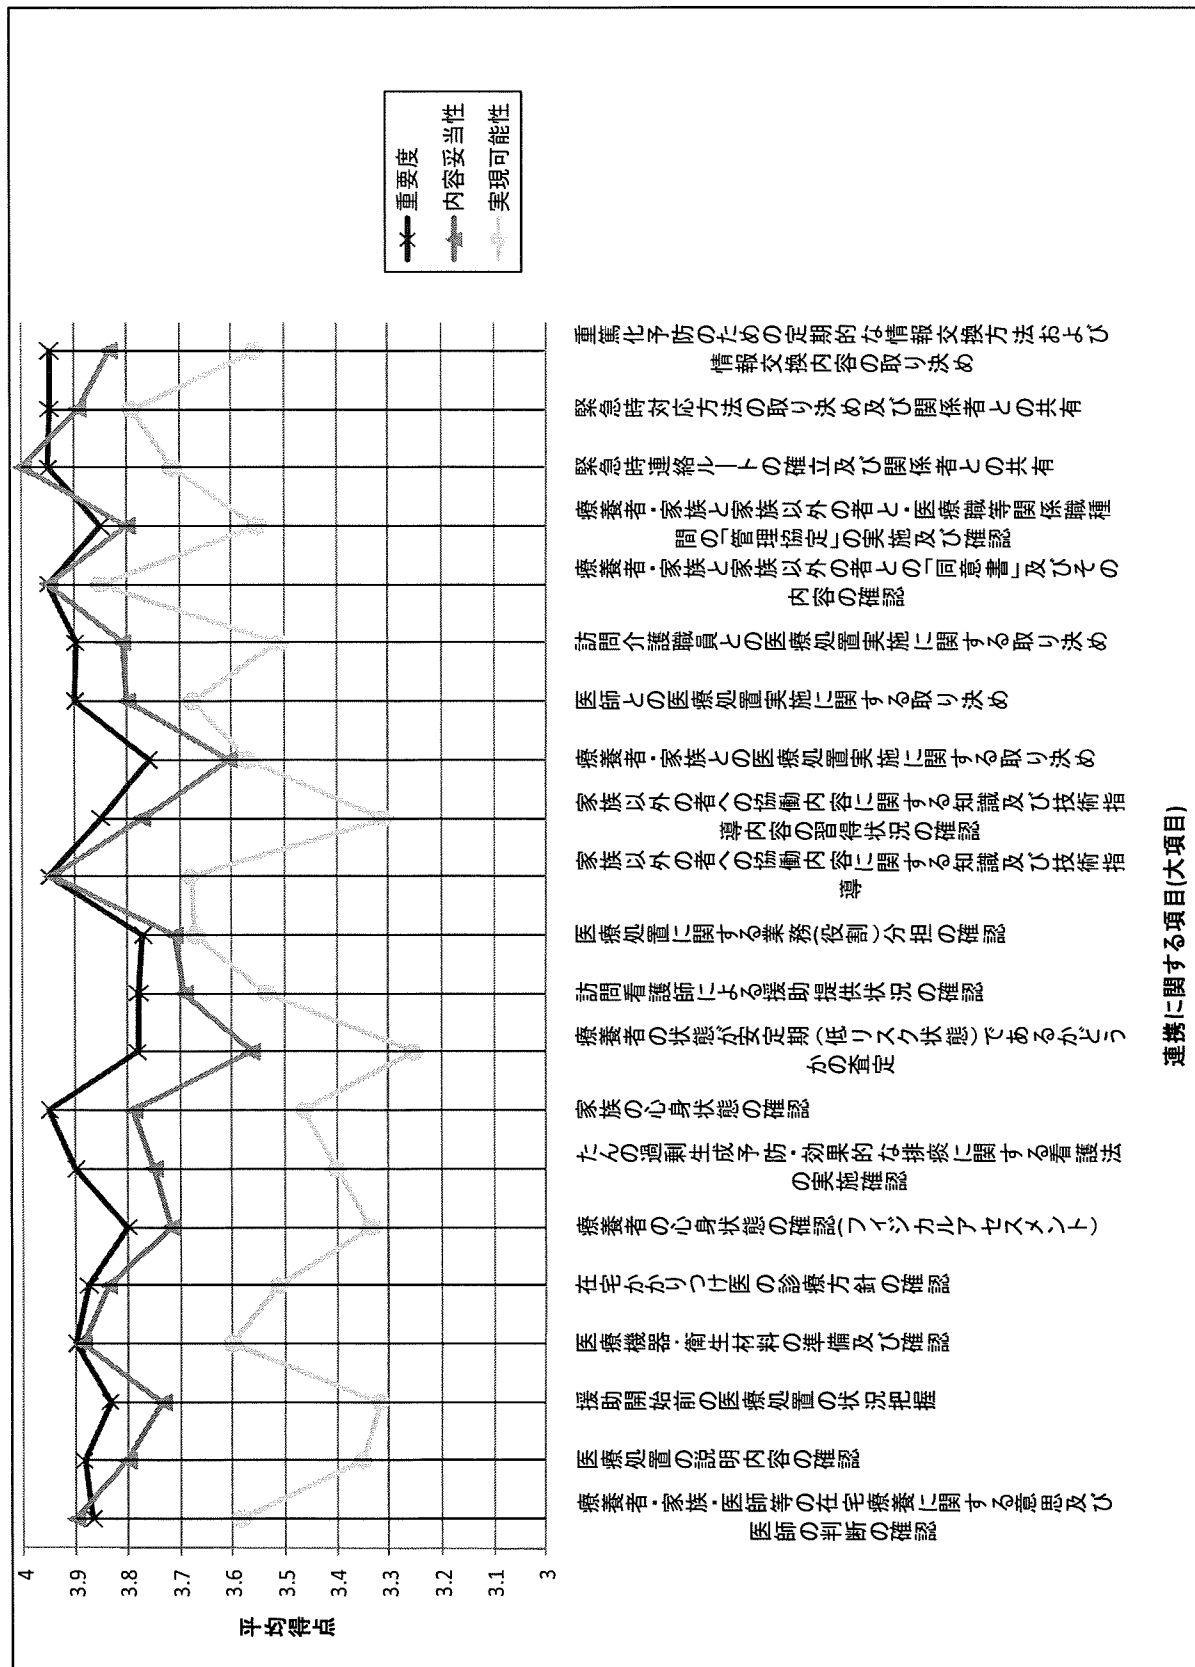 平均得点
4
3.9
3.8
3.7
3.6
3.5
3.4
3.3
3.2
3.1
3
療養者・家族・医師等の在宅療養に関する意思及び
医師の判断の確認
医療処置の説明内容の確認
援助開始前の医療処置の状況把握
医療機器・衛生材料の準備及び確認
在宅かかりつけ医の診療方針の確認
療養者の心身状態の確認(フィジカルアセスメント)
たんの過剰生成予防・効果的な排痰に関する看護法
の実施確認
家族の心身状態の確認
療養者の状態が安定期(低リスク状態)であるかどう
かの査定
訪問看護師による援助提供状況の確認
医療処置に関する業務(役割)分担の確認
家族以外の者への協働内容に関する知識及び技術指
導
家族以外の者への協働内容に関する知識及び技術指
導内容の習得状況の確認
療養者・家族との医療処置実施に関する取り決め
医師との医療処置実施に関する取り決め
訪問介護職員との医療処置実施に関する取り決め
療養者・家族と家族以外の者との「同意書」及びその
内容の確認
療養者・家族と家族以外の者と・医療職等関係職種
間の「管理協定」の実施及び確認
緊急時連絡ルートの確立及び関係者との共有
緊急時対応方法の取り決め及び関係者との共有
重篤化予防のための定期的な情報交換方法および
情報交換内容の取り決め
連携に関する項目(大項目)
重要度
内容妥当性
実現可能性